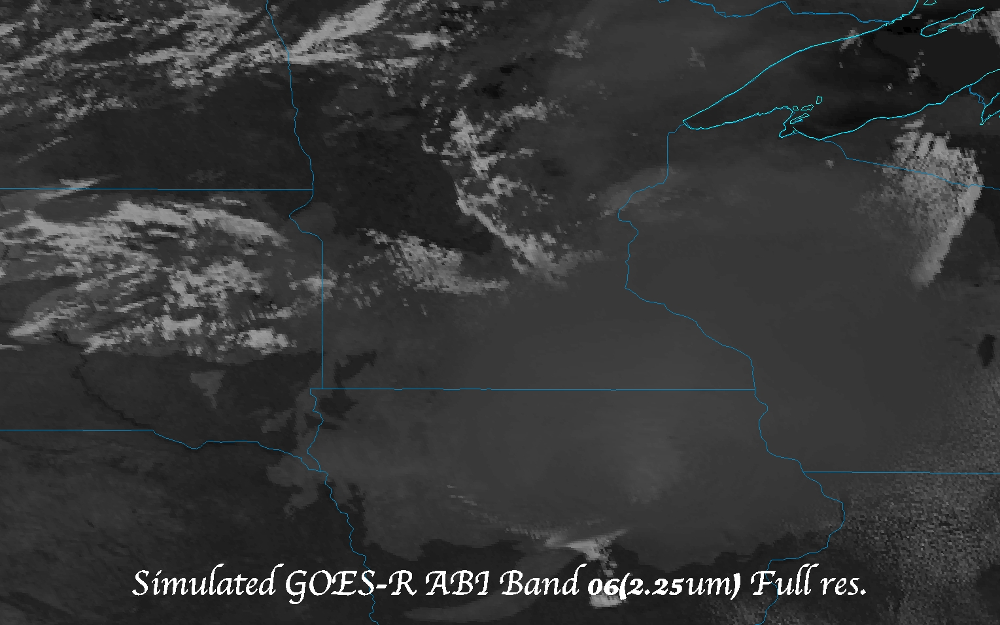 Simulated GOES-R ABI Band 06(2.25um) Full res.